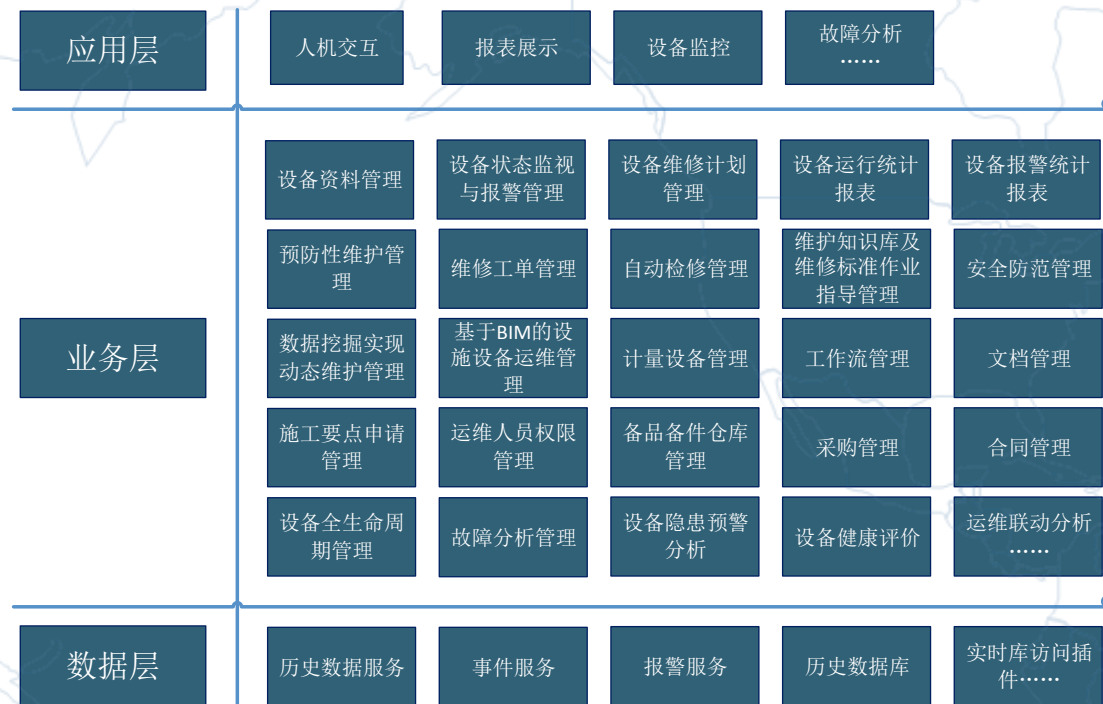 应用层
人机交互
报表展示
设备监控
故障分析
……
业务层
设备资料管理
设备状态监视
与报警管理
设备维修计划
管理
设备运行统计
报表
设备报警统计
报表
预防性维护管
理
维修工单管理
自动检修管理
维护知识库及
维修标准作业
指导管理
安全防范管理
数据挖掘实现
动态维护管理
基于BIM的设
施设备运维管
理
计量设备管理
工作流管理
文档管理
施工要点申请
管理
运维人员权限
管理
备品备件仓库
管理
采购管理
合同管理
设备全生命周
期管理
故障分析管理
设备隐患预警
分析
设备健康评价
运维联动分析
……
数据层
历史数据服务
事件服务
报警服务
历史数据库
实时库访问插
件……